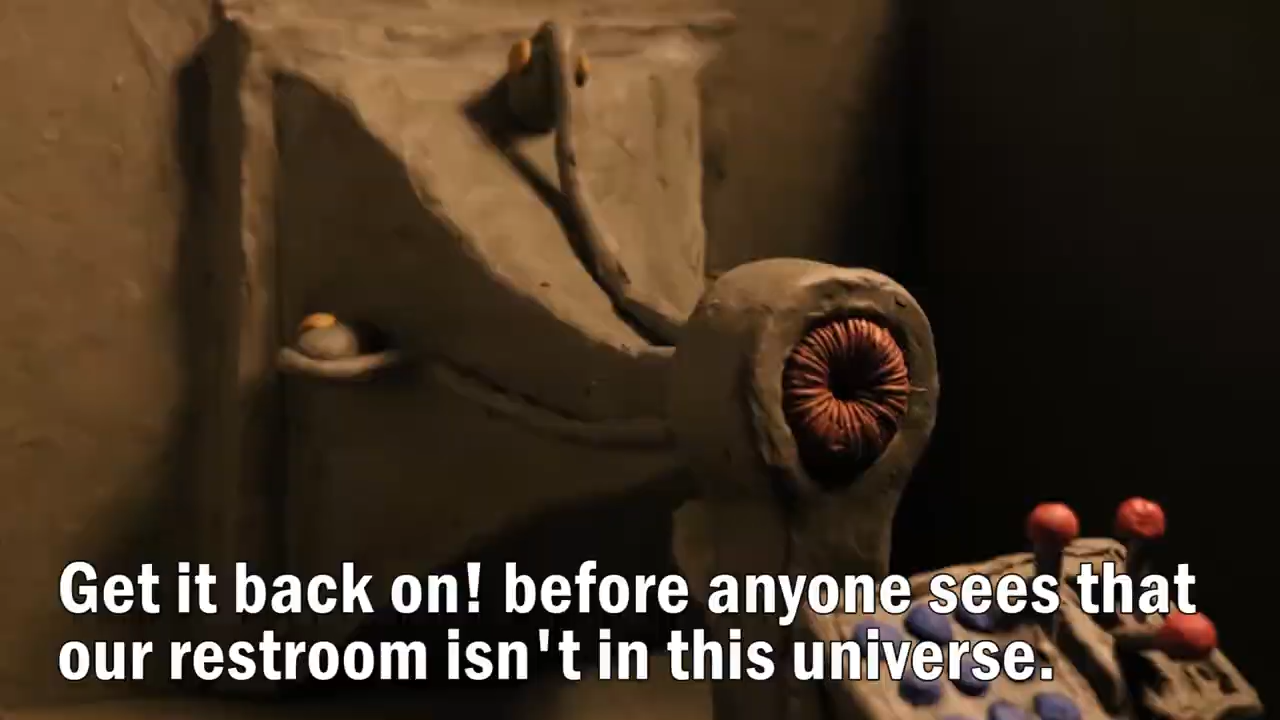 Get it back on! before anyone sees that
our restroom isn't in this universe.